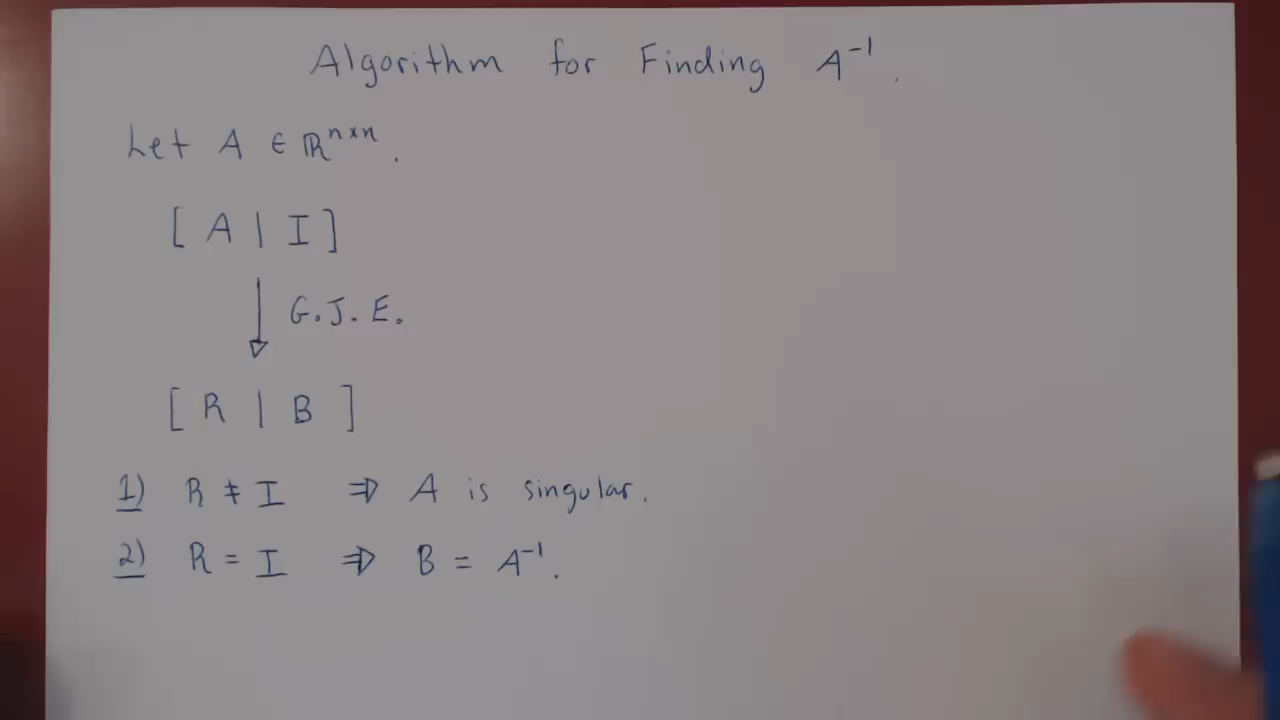 Algorithm for Finding A⁻¹.
Let A ∈ ℝⁿˣⁿ.
[ A | I ]
G.J.E.
[ R | B ]
1) R ≠ I ⇒ A is singular.
2) R = I ⇒ B = A⁻¹.